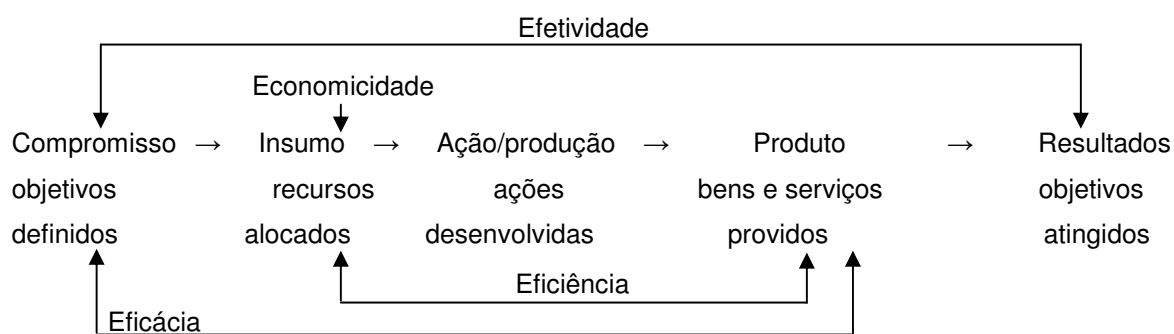 Efetividade
Economicidade
Compromisso → Insumo → Ação/produção → Produto → Resultados
objetivos recursos ações bens e serviços objetivos
definidos alocados desenvolvidas providos atingidos
Eficiência
Eficácia